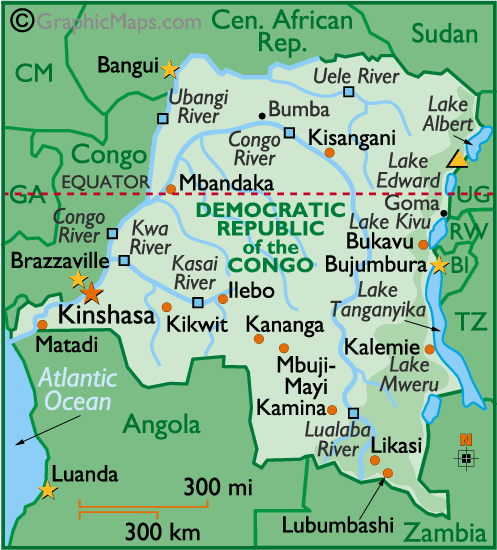 ©GraphicMaps.com
Cen. African
Rep.
Sudan
CM
Bangui
Uele River
Ubangi
River
Bumba
Lake
Albert
Congo
River
Kisangani
Congo
Lake
Edward
GA
EQUATOR
Mbandaka
UG
Goma
DEMOCRATIC
REPUBLIC
of the
CONGO
Congo
River
Kwa
River
Lake Kivu
RW
Bukavu
Brazzaville
Kasai
River
Bujumbura
BI
Ilebo
Lake
Tanganyika
Kinshasa
Kikwit
Kananga
TZ
Matadi
Mbuji-
Mayi
Kalemie
Lake
Mweru
Atlantic
Ocean
Kamina
Angola
Lualaba
River
Likasi
N
Luanda
300 mi
300 km
Lubumbashi
Zambia